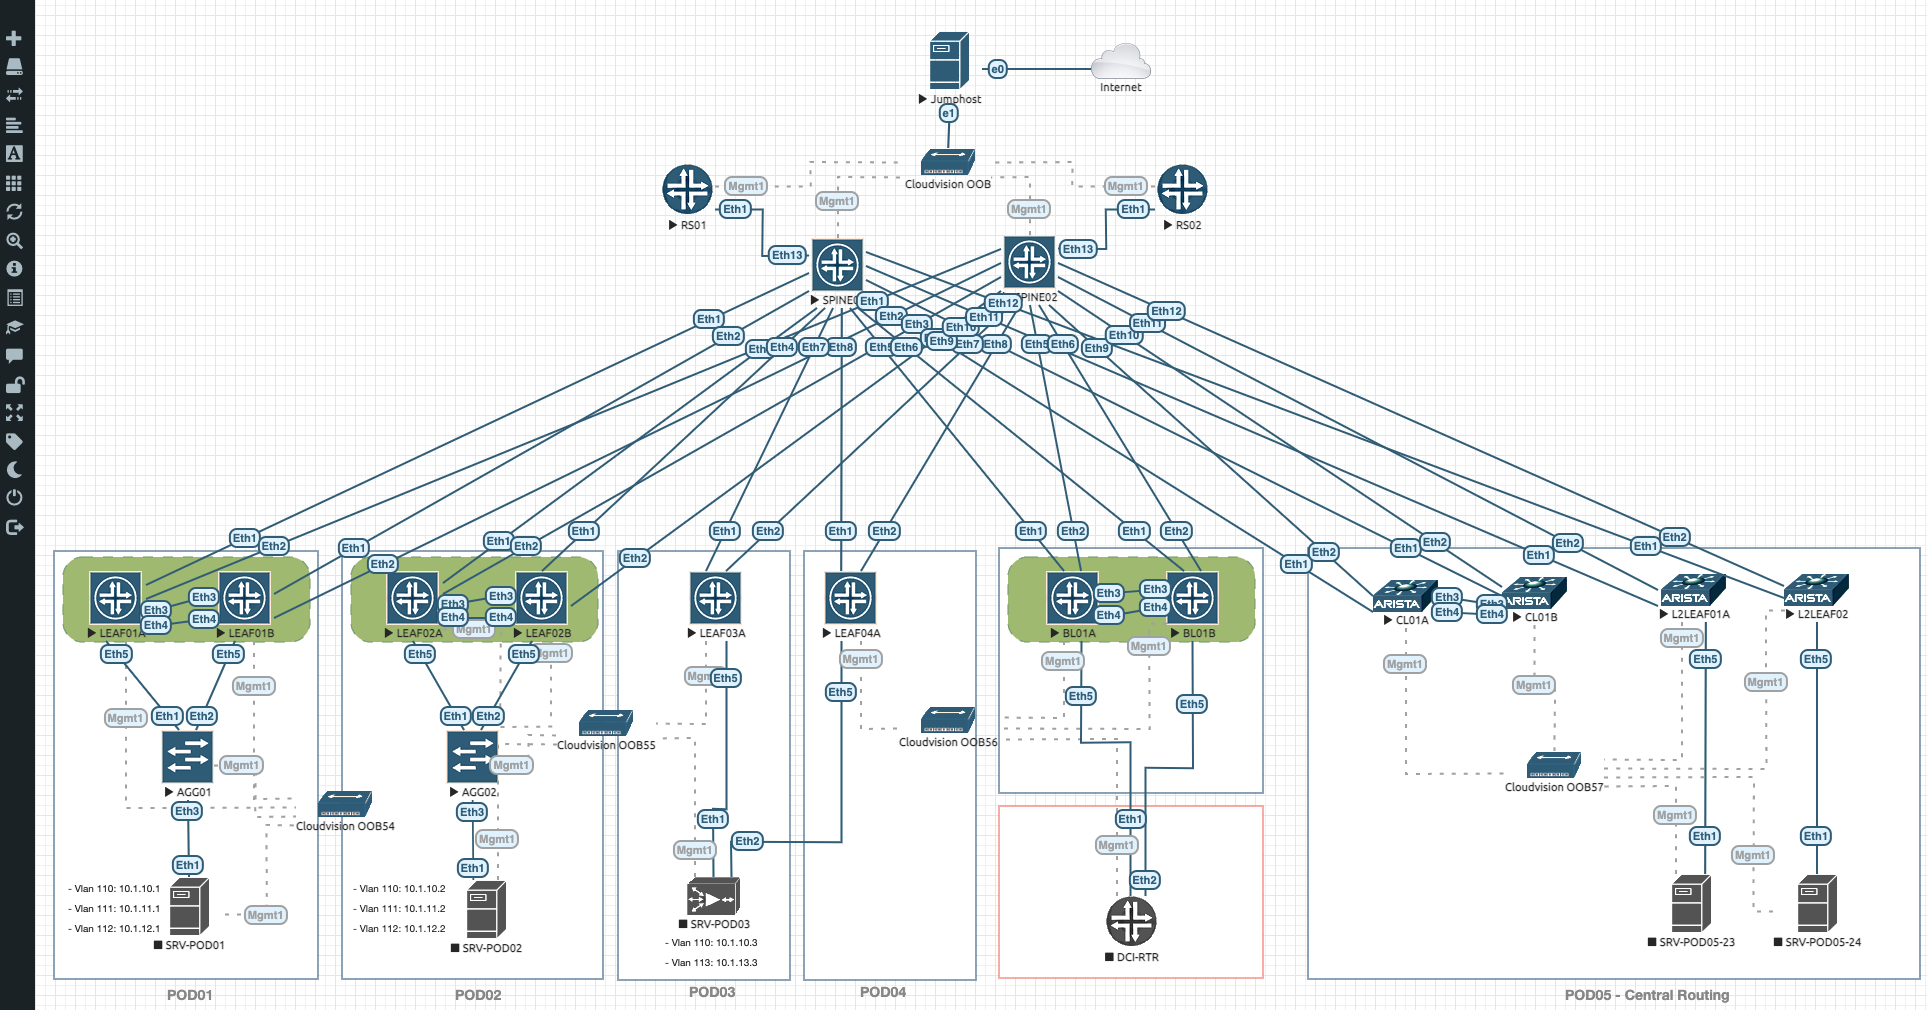 e0
Internet
Jumphost
e1
Cloudvision OOB
Mgmt1
Mgmt1
Mgmt1
Mgmt1
Eth1
Eth1
RS01
RS02
Eth13
Eth13
SPINE02
Eth1
Eth12
Eth12
Eth1
Eth2
Eth11
Eth3
Eth11
Eth10
Eth2
Eth10
Eth9
Eth4
Eth7
Eth8
Eth5
Eth6
Eth7
Eth8
Eth5
Eth6
Eth9
Eth1
Eth2
Eth1
Eth2
Eth1
Eth2
Eth1
Eth2
Eth1
Eth2
Eth1
Eth2
Eth1
Eth2
Eth1
Eth2
Eth1
Eth2
Eth1
Eth2
Eth1
Eth2
Eth1
Eth2
Eth3
Eth3
Eth4
Eth4
LEAF01A
LEAF01B
Eth3
Eth3
Eth4
Eth4
Mgmt1
LEAF02A
LEAF02B
LEAF03A
LEAF04A
Eth3
Eth3
Eth4
Eth4
BL01A
BL01B
ARISTA
Eth3
Eth3
Eth4
Eth4
ARISTA
CL01A
CL01B
ARISTA
L2LEAF01A
ARISTA
L2LEAF02
Eth5
Eth5
Eth5
Eth5
Mgmt1
Mgmt1
Mgmt1
Mgmt1
Mgmt1
Mgmt1
Mgmt1
Eth5
Mgmt1
Eth5
Mgmt1
Eth5
Eth5
Eth5
Mgmt1
Eth5
Mgmt1
Eth1
Eth2
Eth1
Eth2
Cloudvision OOB55
Cloudvision OOB56
Mgmt1
Mgmt1
AGG01
AGG02
Cloudvision OOB57
Eth3
Eth3
Cloudvision OOB54
Mgmt1
Eth1
Eth2
Mgmt1
Eth1
Mgmt1
Mgmt1
Eth1
Eth1
Mgmt1
Eth1
Eth1
Eth2
- Vlan 110: 10.1.10.1
- Vlan 111: 10.1.11.1
- Vlan 112: 10.1.12.1
Mgmt1
SRV-POD01
- Vlan 110: 10.1.10.2
- Vlan 111: 10.1.11.2
- Vlan 112: 10.1.12.2
SRV-POD02
SRV-POD03
- Vlan 110: 10.1.10.3
- Vlan 113: 10.1.13.3
DCI-RTR
SRV-POD05-23
SRV-POD05-24
POD01
POD02
POD03
POD04
POD05 - Central Routing